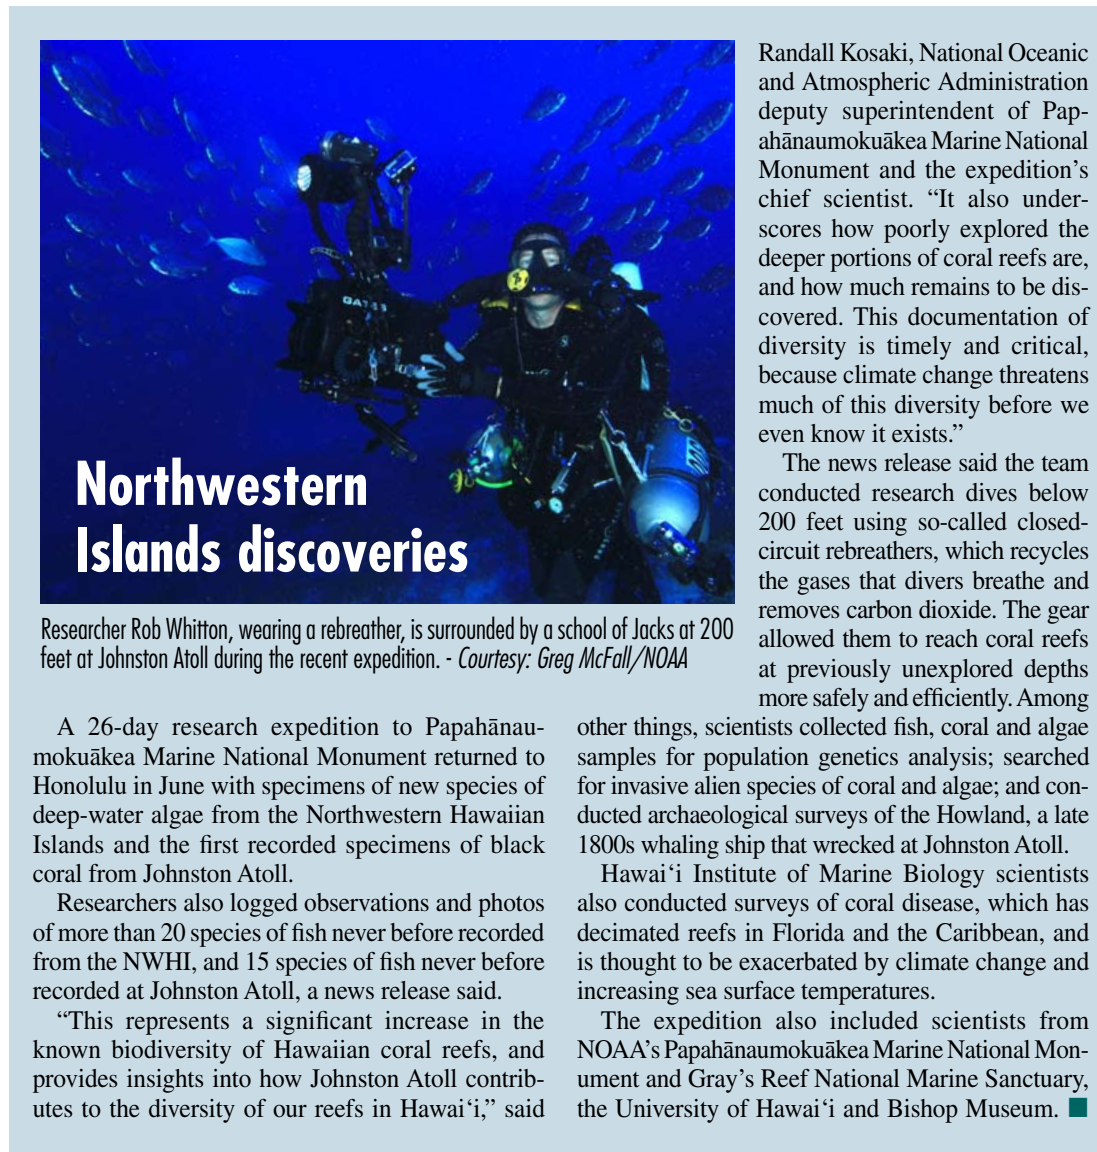 GATES
Northwestern
Islands discoveries
Researcher Rob Whitton, wearing a rebreather, is surrounded by a school of Jacks at 200
feet at Johnston Atoll during the recent expedition. - Courtesy: Greg McFall/NOAA
A 26-day research expedition to Papahānau-
mokuākea Marine National Monument returned to
Honolulu in June with specimens of new species of
deep-water algae from the Northwestern Hawaiian
Islands and the first recorded specimens of black
coral from Johnston Atoll.
Researchers also logged observations and photos
of more than 20 species of fish never before recorded
from the NWHI, and 15 species of fish never before
recorded at Johnston Atoll, a news release said.
“This represents a significant increase in the
known biodiversity of Hawaiian coral reefs, and
provides insights into how Johnston Atoll contrib-
utes to the diversity of our reefs in Hawai‘i,” said
Randall Kosaki, National Oceanic
and Atmospheric Administration
deputy superintendent of Pap-
ahānaumokuākea Marine National
Monument and the expedition’s
chief scientist. “It also under-
scores how poorly explored the
deeper portions of coral reefs are,
and how much remains to be dis-
covered. This documentation of
diversity is timely and critical,
because climate change threatens
much of this diversity before we
even know it exists.”
The news release said the team
conducted research dives below
200 feet using so-called closed-
circuit rebreathers, which recycles
the gases that divers breathe and
removes carbon dioxide. The gear
allowed them to reach coral reefs
at previously unexplored depths
more safely and efficiently. Among
other things, scientists collected fish, coral and algae
samples for population genetics analysis; searched
for invasive alien species of coral and algae; and con-
ducted archaeological surveys of the Howland, a late
1800s whaling ship that wrecked at Johnston Atoll.
Hawai‘i Institute of Marine Biology scientists
also conducted surveys of coral disease, which has
decimated reefs in Florida and the Caribbean, and
is thought to be exacerbated by climate change and
increasing sea surface temperatures.
The expedition also included scientists from
NOAA’s Papahānaumokuākea Marine National Mon-
ument and Gray’s Reef National Marine Sanctuary,
the University of Hawai‘i and Bishop Museum.